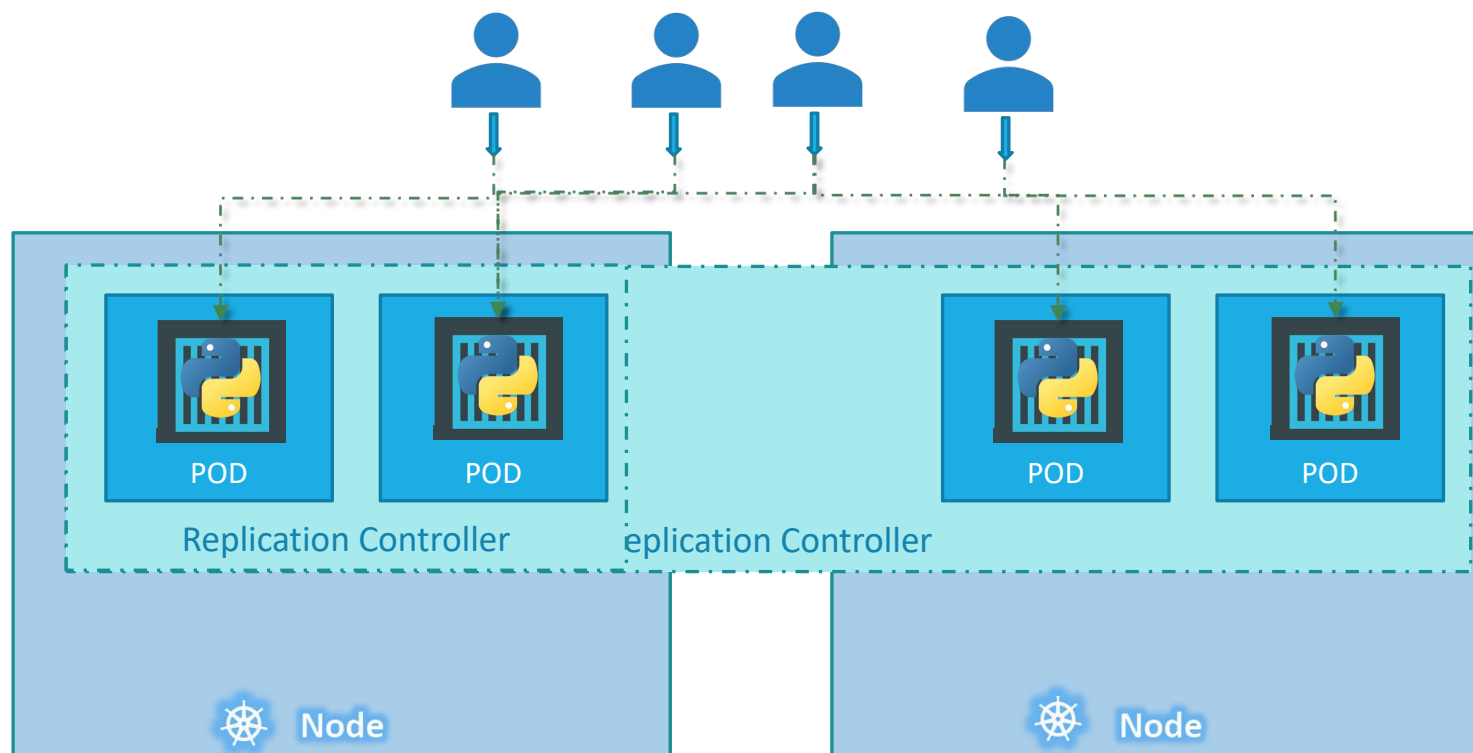 POD
POD
POD
POD
Replication Controller
eplication Controller
Node
Node